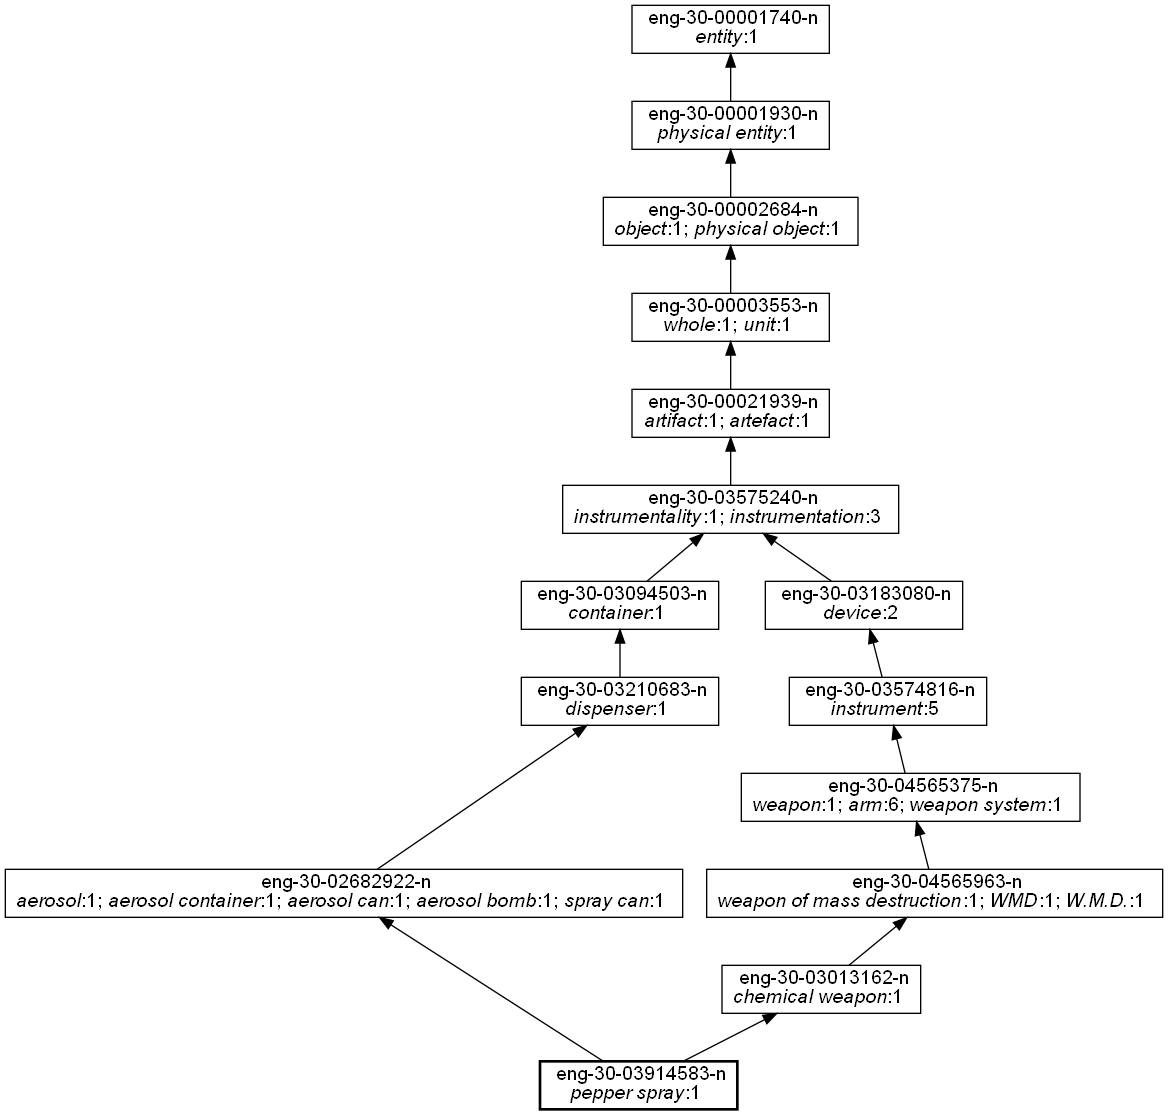 eng-30-00001740-n
entity:1
eng-30-00001930-n
physical entity:1
eng-30-00002684-n
object:1; physical object:1
eng-30-00003553-n
whole:1; unit:1
eng-30-00021939-n
artifact:1; artefact:1
eng-30-03575240-n
instrumentality:1; instrumentation:3
eng-30-03094503-n
container:1
eng-30-03183080-n
device:2
eng-30-03210683-n
dispenser:1
eng-30-03574816-n
instrument:5
eng-30-04565375-n
weapon:1; arm:6; weapon system:1
eng-30-02682922-n
aerosol:1; aerosol container:1; aerosol can:1; aerosol bomb:1; spray can:1
eng-30-04565963-n
weapon of mass destruction:1; WMD:1; W.M.D.:1
eng-30-03013162-n
chemical weapon:1
eng-30-03914583-n
pepper spray:1